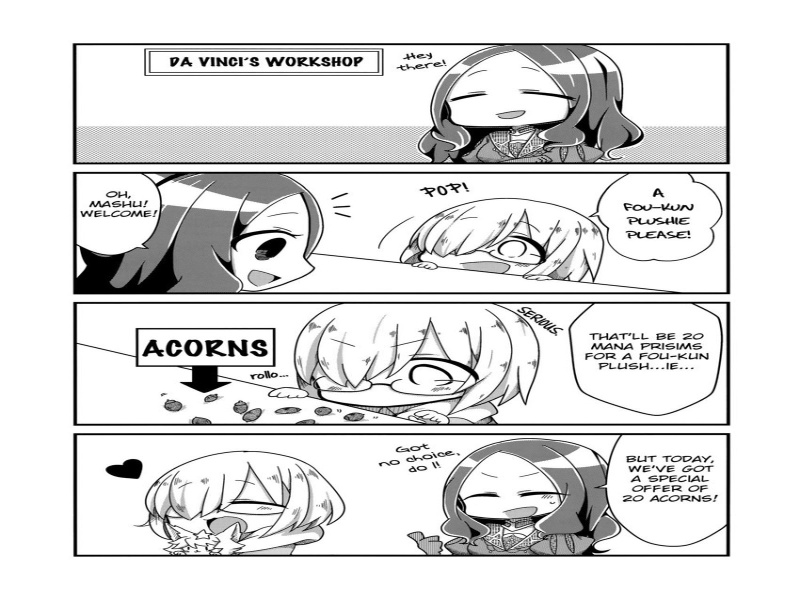 DA VINCI'S WORKSHOP
Hey
there!
OH,
MASHU!
WELCOME!
POP!
A
FOU-KUN
PLUSHIE
PLEASE!
SERIOUS.
THAT'LL BE 20
MANA PRISIMS
FOR A FOU-KUN
PLUSH...IE...
ACORNS
rollo...
Got
no choice,
do I!
BUT TODAY,
WE'VE GOT
A SPECIAL
OFFER OF
20 ACORNS!